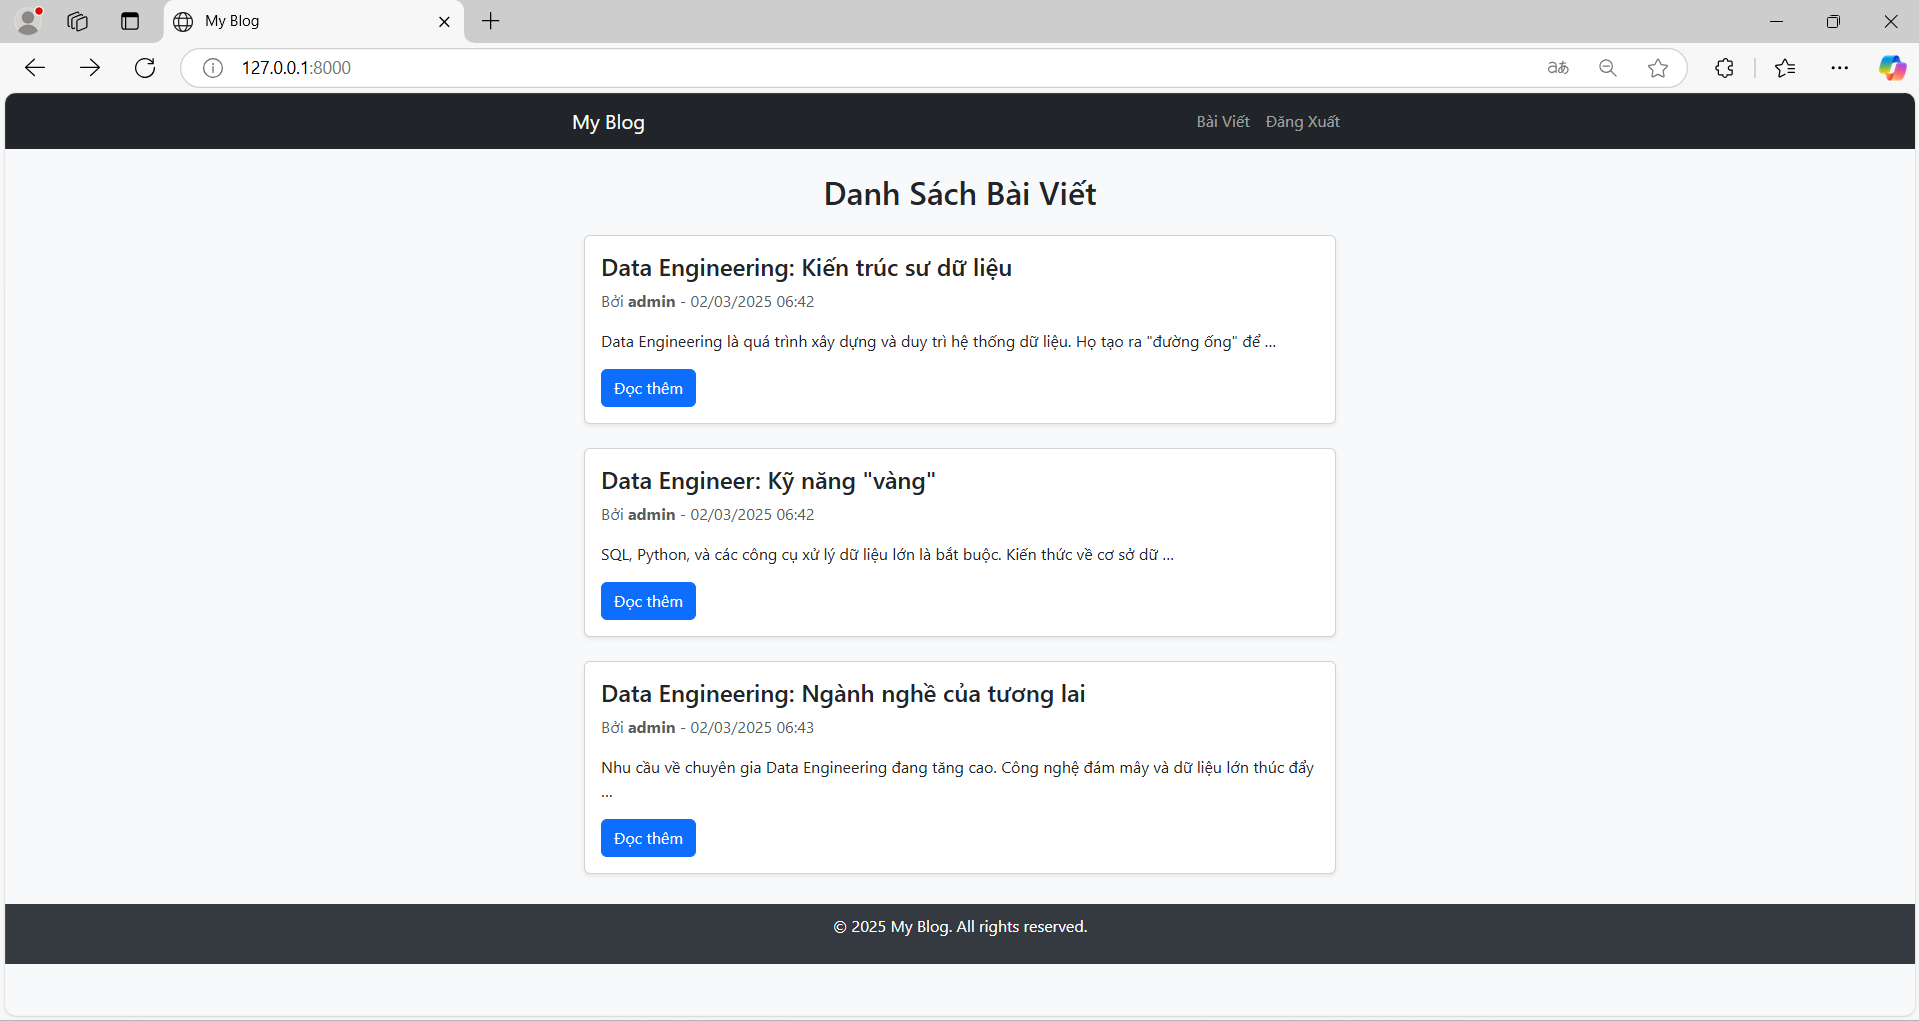 My Blog
127.0.0.1:8000
My Blog
Bài Viết Đăng Xuất
Danh Sách Bài Viết
Data Engineering: Kiến trúc sư dữ liệu
Bởi admin - 02/03/2025 06:42
Data Engineering là quá trình xây dựng và duy trì hệ thống dữ liệu. Họ tạo ra "đường ống" để ...
Đọc thêm
Data Engineer: Kỹ năng "vàng"
Bởi admin - 02/03/2025 06:42
SQL, Python, và các công cụ xử lý dữ liệu lớn là bắt buộc. Kiến thức về cơ sở dữ ...
Đọc thêm
Data Engineering: Ngành nghề của tương lai
Bởi admin - 02/03/2025 06:43
Nhu cầu về chuyên gia Data Engineering đang tăng cao. Công nghệ đám mây và dữ liệu lớn thúc đẩy
...
Đọc thêm
© 2025 My Blog. All rights reserved.